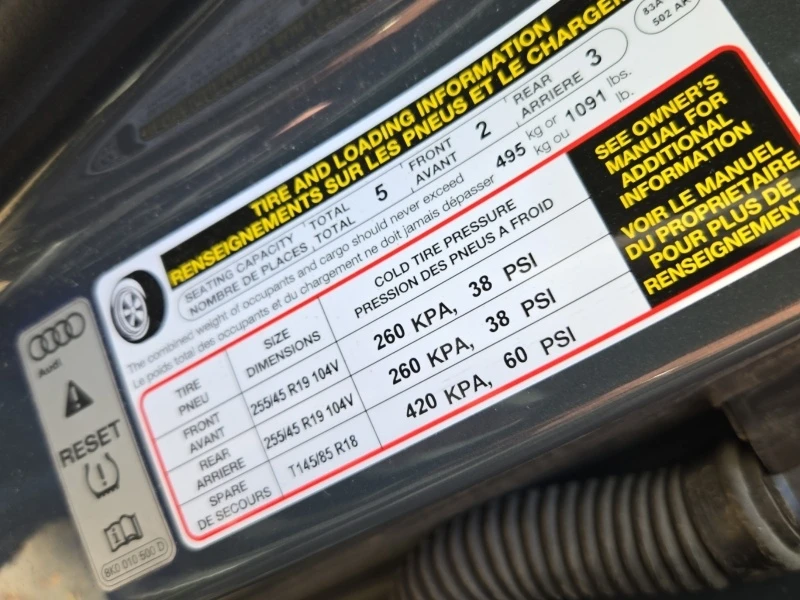 TIRE AND LOADING INFORMATION
RENSEIGNEMENTS SUR LES PNEUS ET LE CHARGEM
SEATING CAPACITY TOTAL 5 FRONT 2 REAR 3
NOMBRE DE PLACES TOTAL AVANT ARRIERE
83A
502 AK
The combined weight of occupants and cargo should never exceed 495 kg or 1091 lbs.
Le poids total des occupants et du chargement ne doit jamais dépasser kg ou lb.
TIRE SIZE COLD TIRE PRESSURE
PNEU DIMENSIONS PRESSION DES PNEUS A FROID
FRONT 255/45 R19 104V 260 KPA, 38 PSI
AVANT
REAR 255/45 R19 104V 260 KPA, 38 PSI
ARRIERE
SPARE T145/85 R18 420 KPA, 60 PSI
DE SECOURS
SEE OWNER'S
MANUAL FOR
ADDITIONAL
INFORMATION
VOIR LE MANUEL
DU PROPRIETAIRE
POUR PLUS DE
RENSEIGNEMENT
Audi
RESET
8K0 010 500 D